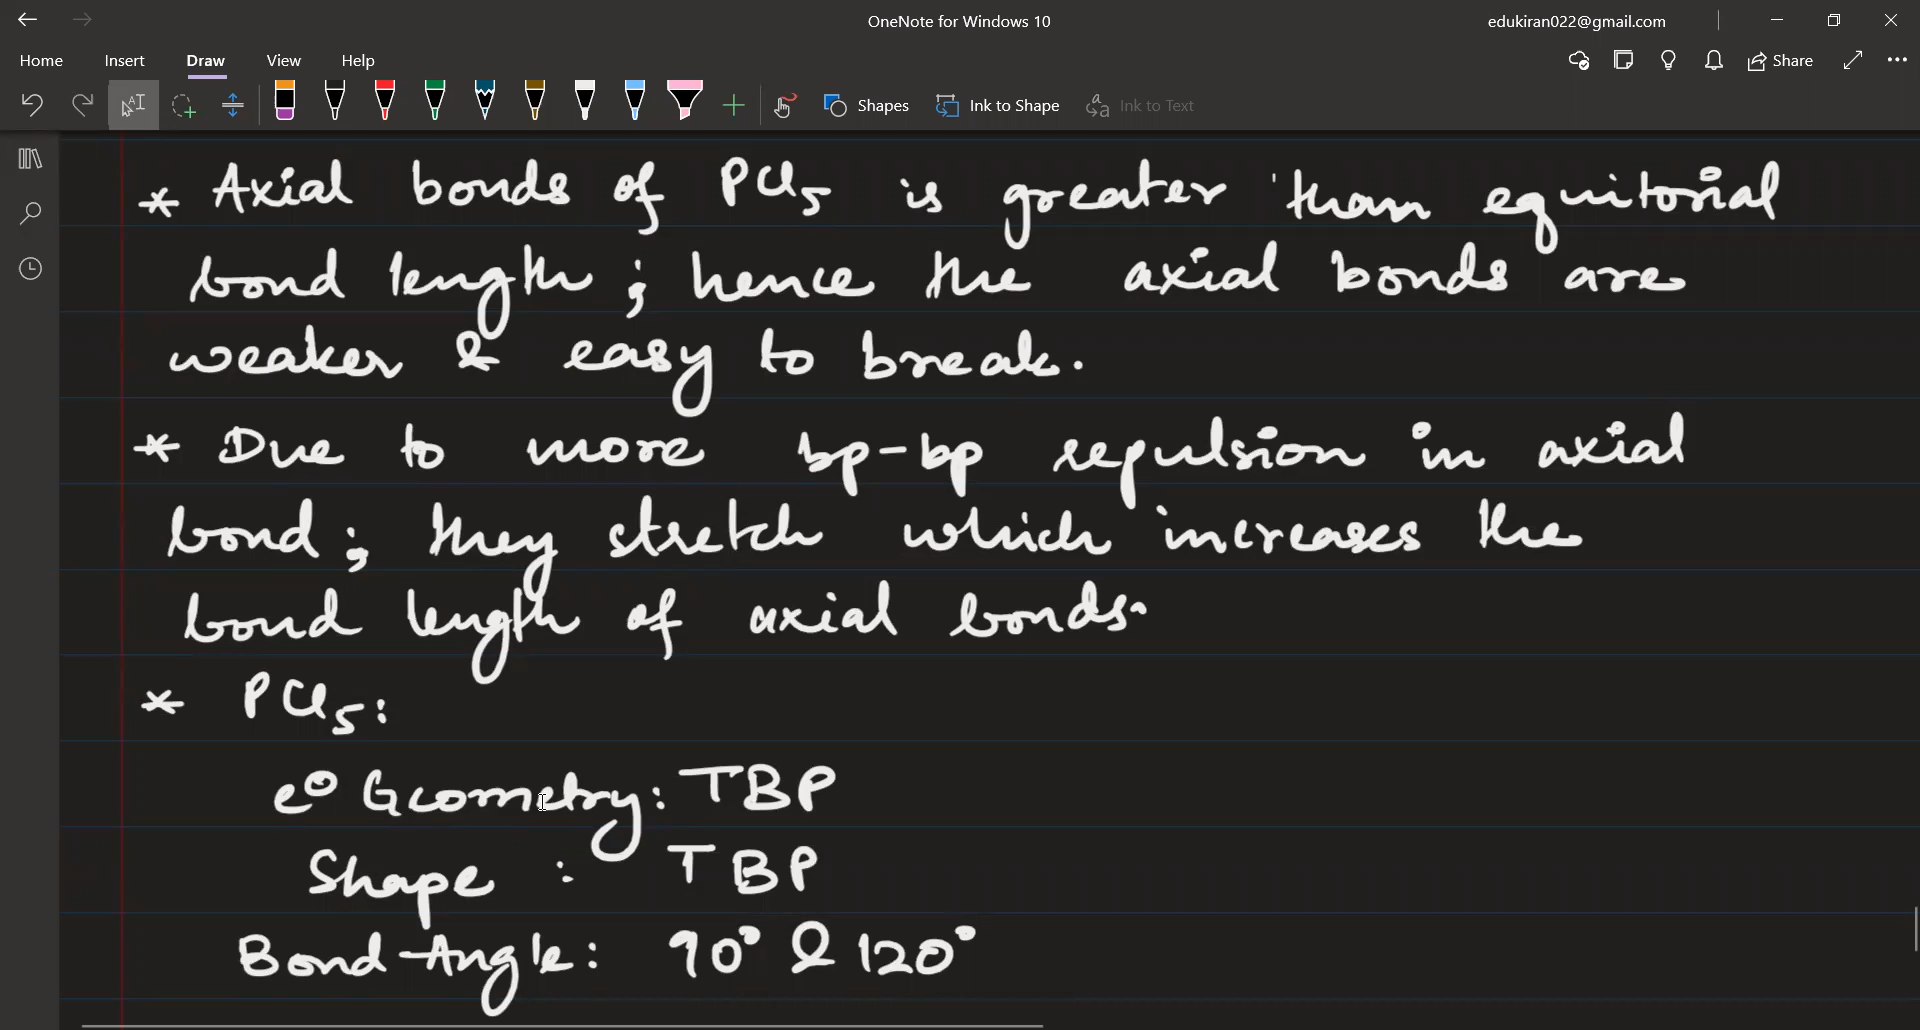 OneNote for Windows 10
edukiran022@gmail.com
Home Insert Draw View Help
Share
Shapes Ink to Shape Ink to Text
* Axial bonds of PCl5 is greater than equitorial
bond length ; hence the axial bonds are
weaker & easy to break.
* Due to more bp-bp repulsion in axial
bond ; they stretch which increases the
bond length of axial bonds.
* PCl5 :
e⊖ Geometry : TBP
Shape : TBP
Bond-Angle : 90° & 120°